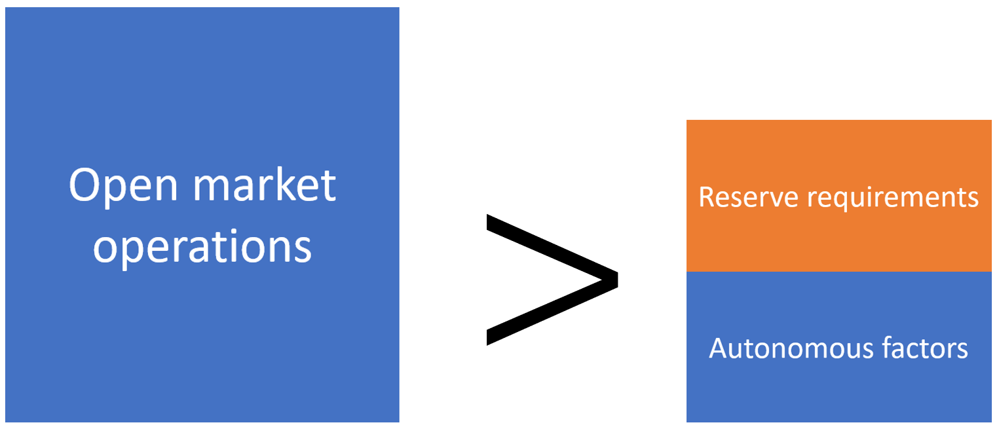 Open market
operations
>
Reserve requirements
Autonomous factors